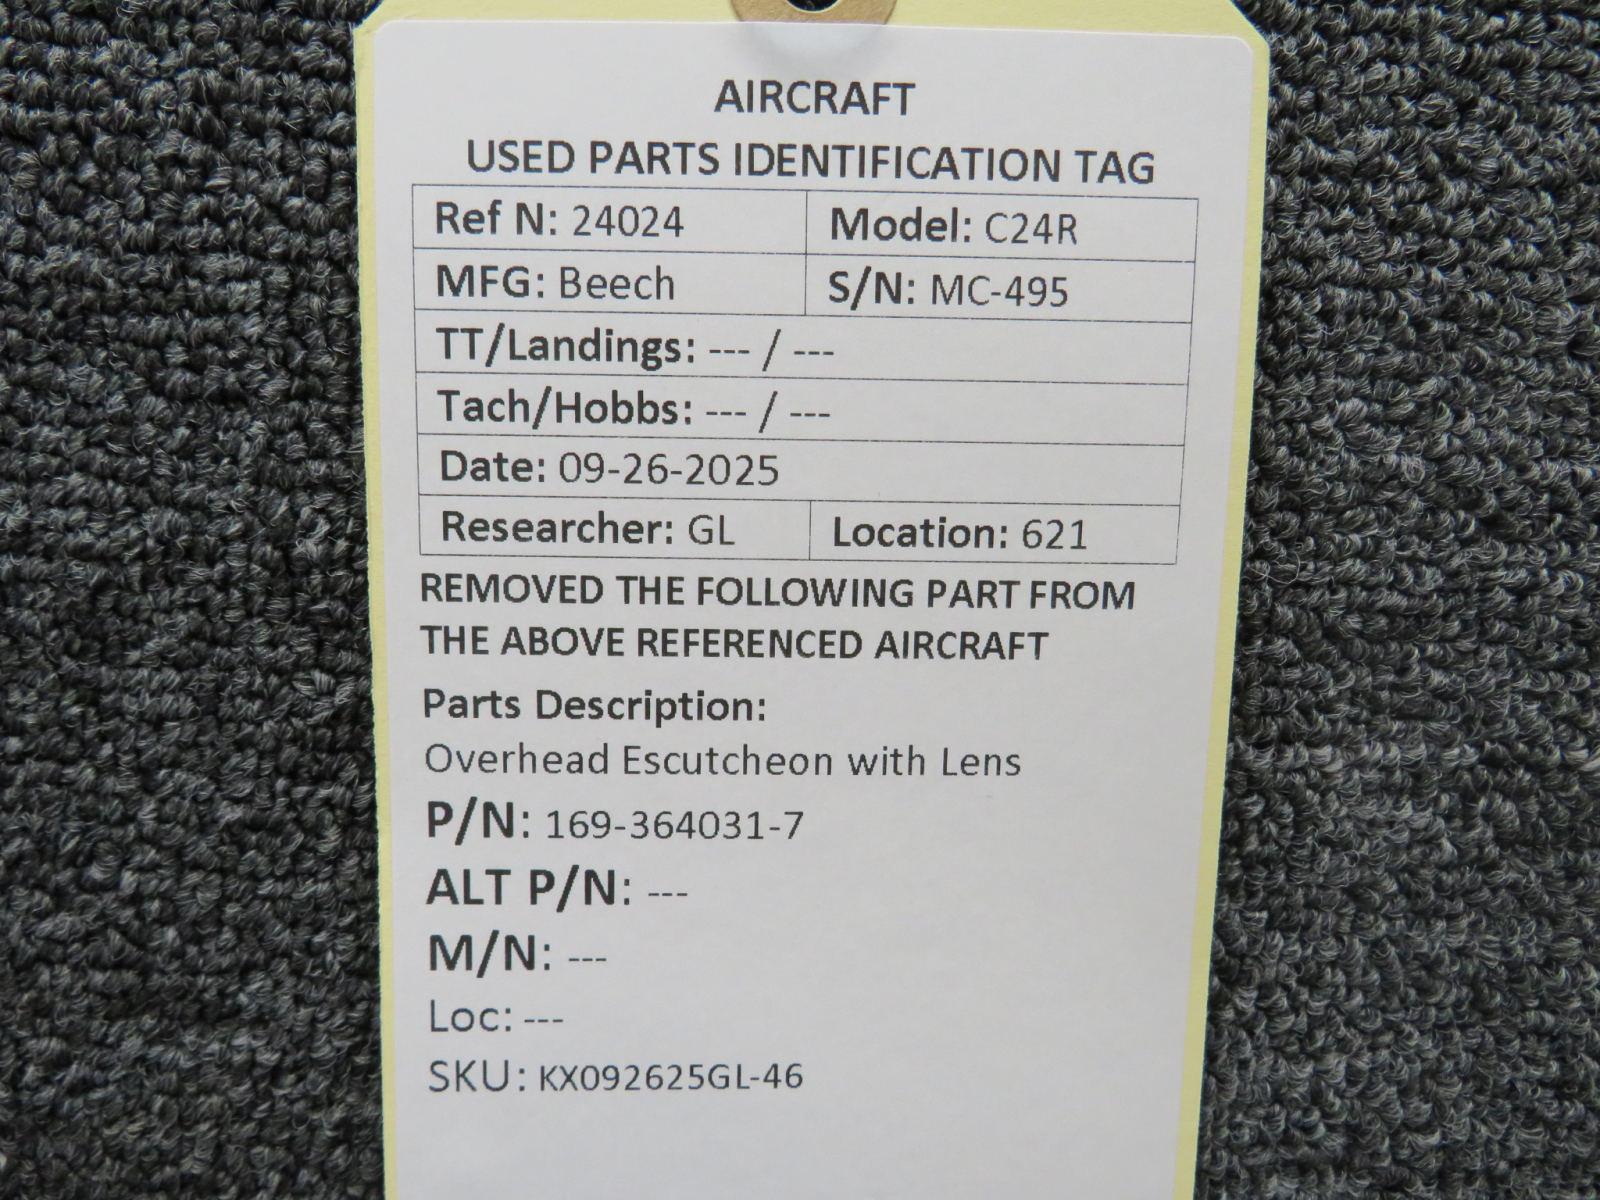 AIRCRAFT
USED PARTS IDENTIFICATION TAG
Ref N: 24024 Model: C24R
MFG: Beech S/N: MC-495
TT/Landings: --- / ---
Tach/Hobbs: --- / ---
Date: 09-26-2025
Researcher: GL Location: 621
REMOVED THE FOLLOWING PART FROM
THE ABOVE REFERENCED AIRCRAFT
Parts Description:
Overhead Escutcheon with Lens
P/N: 169-364031-7
ALT P/N: ---
M/N: ---
Loc: ---
SKU: KX092625GL-46